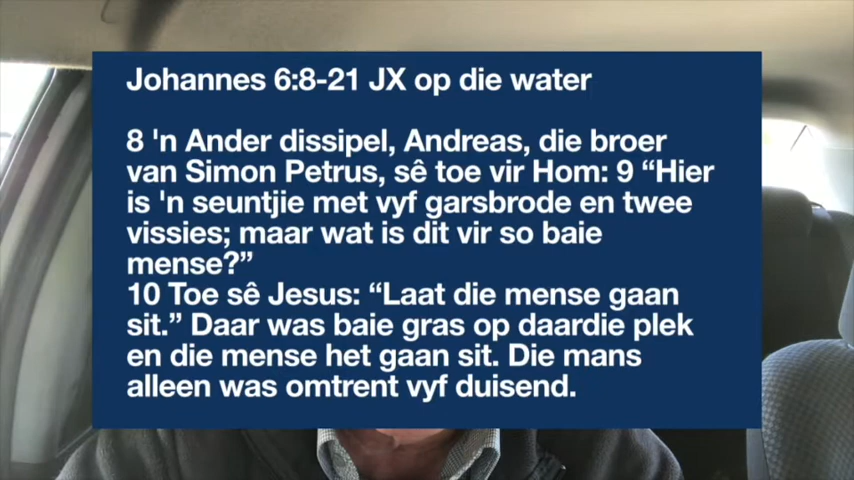 Johannes 6:8-21 JX op die water
8 'n Ander dissipel, Andreas, die broer
van Simon Petrus, sê toe vir Hom: 9 “Hier
is 'n seuntjie met vyf garsbrode en twee
vissies; maar wat is dit vir so baie
mense?”
10 Toe sê Jesus: “Laat die mense gaan
sit.” Daar was baie gras op daardie plek
en die mense het gaan sit. Die mans
alleen was omtrent vyf duisend.